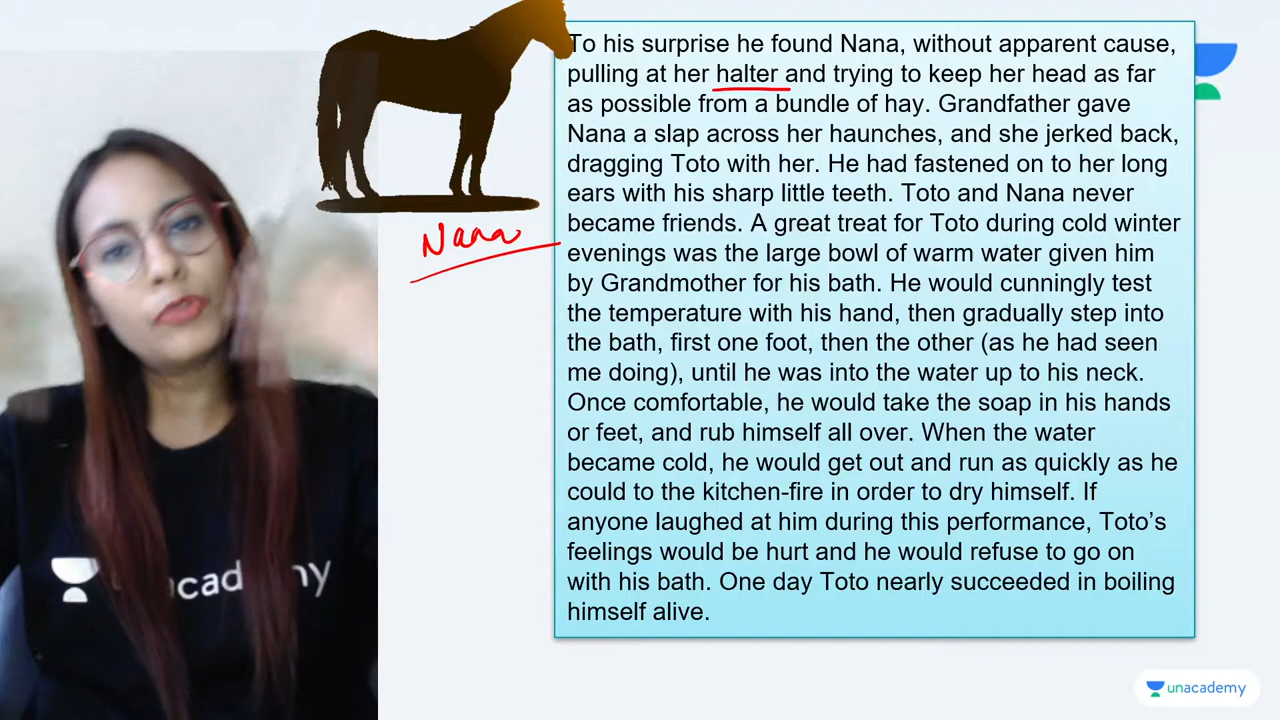 To his surprise he found Nana, without apparent cause,
pulling at her halter and trying to keep her head as far
as possible from a bundle of hay. Grandfather gave
Nana a slap across her haunches, and she jerked back,
dragging Toto with her. He had fastened on to her long
ears with his sharp little teeth. Toto and Nana never
became friends. A great treat for Toto during cold winter
evenings was the large bowl of warm water given him
by Grandmother for his bath. He would cunningly test
the temperature with his hand, then gradually step into
the bath, first one foot, then the other (as he had seen
me doing), until he was into the water up to his neck.
Once comfortable, he would take the soap in his hands
or feet, and rub himself all over. When the water
became cold, he would get out and run as quickly as he
could to the kitchen-fire in order to dry himself. If
anyone laughed at him during this performance, Toto’s
feelings would be hurt and he would refuse to go on
with his bath. One day Toto nearly succeeded in boiling
himself alive.
Nana
unacademy
unacademy